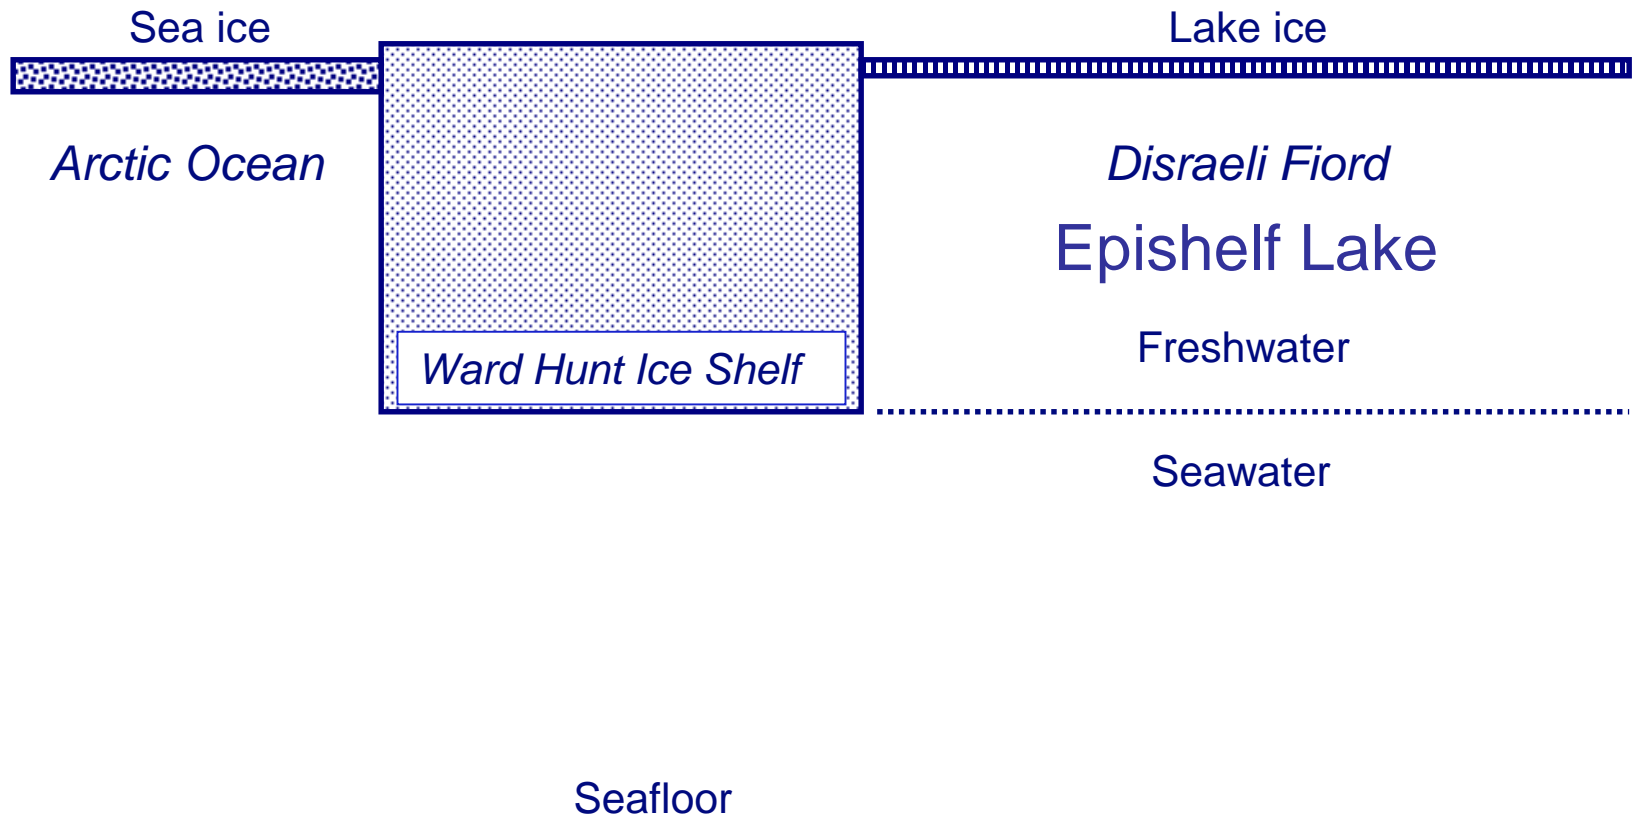 Sea ice
Lake ice
Arctic Ocean
Disraeli Fiord
Epishelf Lake
Freshwater
Ward Hunt Ice Shelf
Seawater
Seafloor